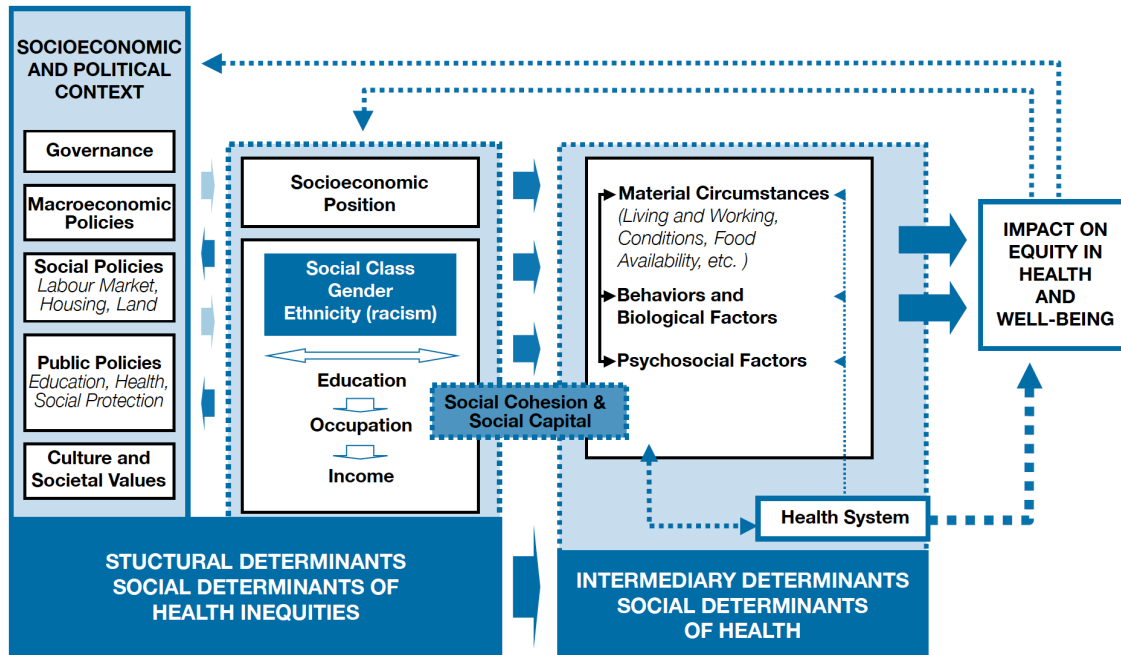 SOCIOECONOMIC
AND POLITICAL
CONTEXT
Governance
Macroeconomic
Policies
Social Policies
Labour Market,
Housing, Land
Public Policies
Education, Health,
Social Protection
Culture and
Societal Values
Socioeconomic
Position
Social Class
Gender
Ethnicity (racism)
Education
Occupation
Income
Social Cohesion &
Social Capital
Material Circumstances
(Living and Working,
Conditions, Food
Availability, etc. )
Behaviors and
Biological Factors
Psychosocial Factors
Health System
IMPACT ON
EQUITY IN
HEALTH
AND
WELL-BEING
STUCTURAL DETERMINANTS
SOCIAL DETERMINANTS OF
HEALTH INEQUITIES
INTERMEDIARY DETERMINANTS
SOCIAL DETERMINANTS
OF HEALTH